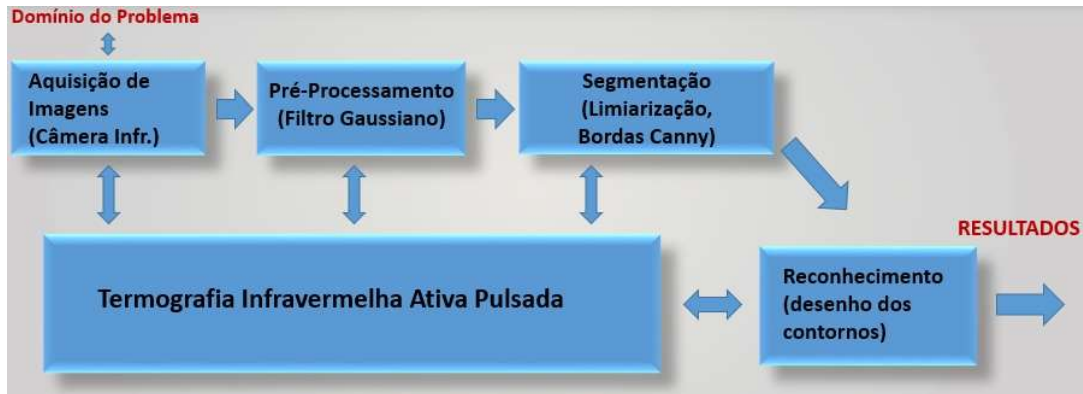 Domínio do Problema
Aquisição de
Imagens
(Câmera Infr.)
Pré-Processamento
(Filtro Gaussiano)
Segmentação
(Limiarização,
Bordas Canny)
Termografia Infravermelha Ativa Pulsada
RESULTADOS
Reconhecimento
(desenho dos
contornos)